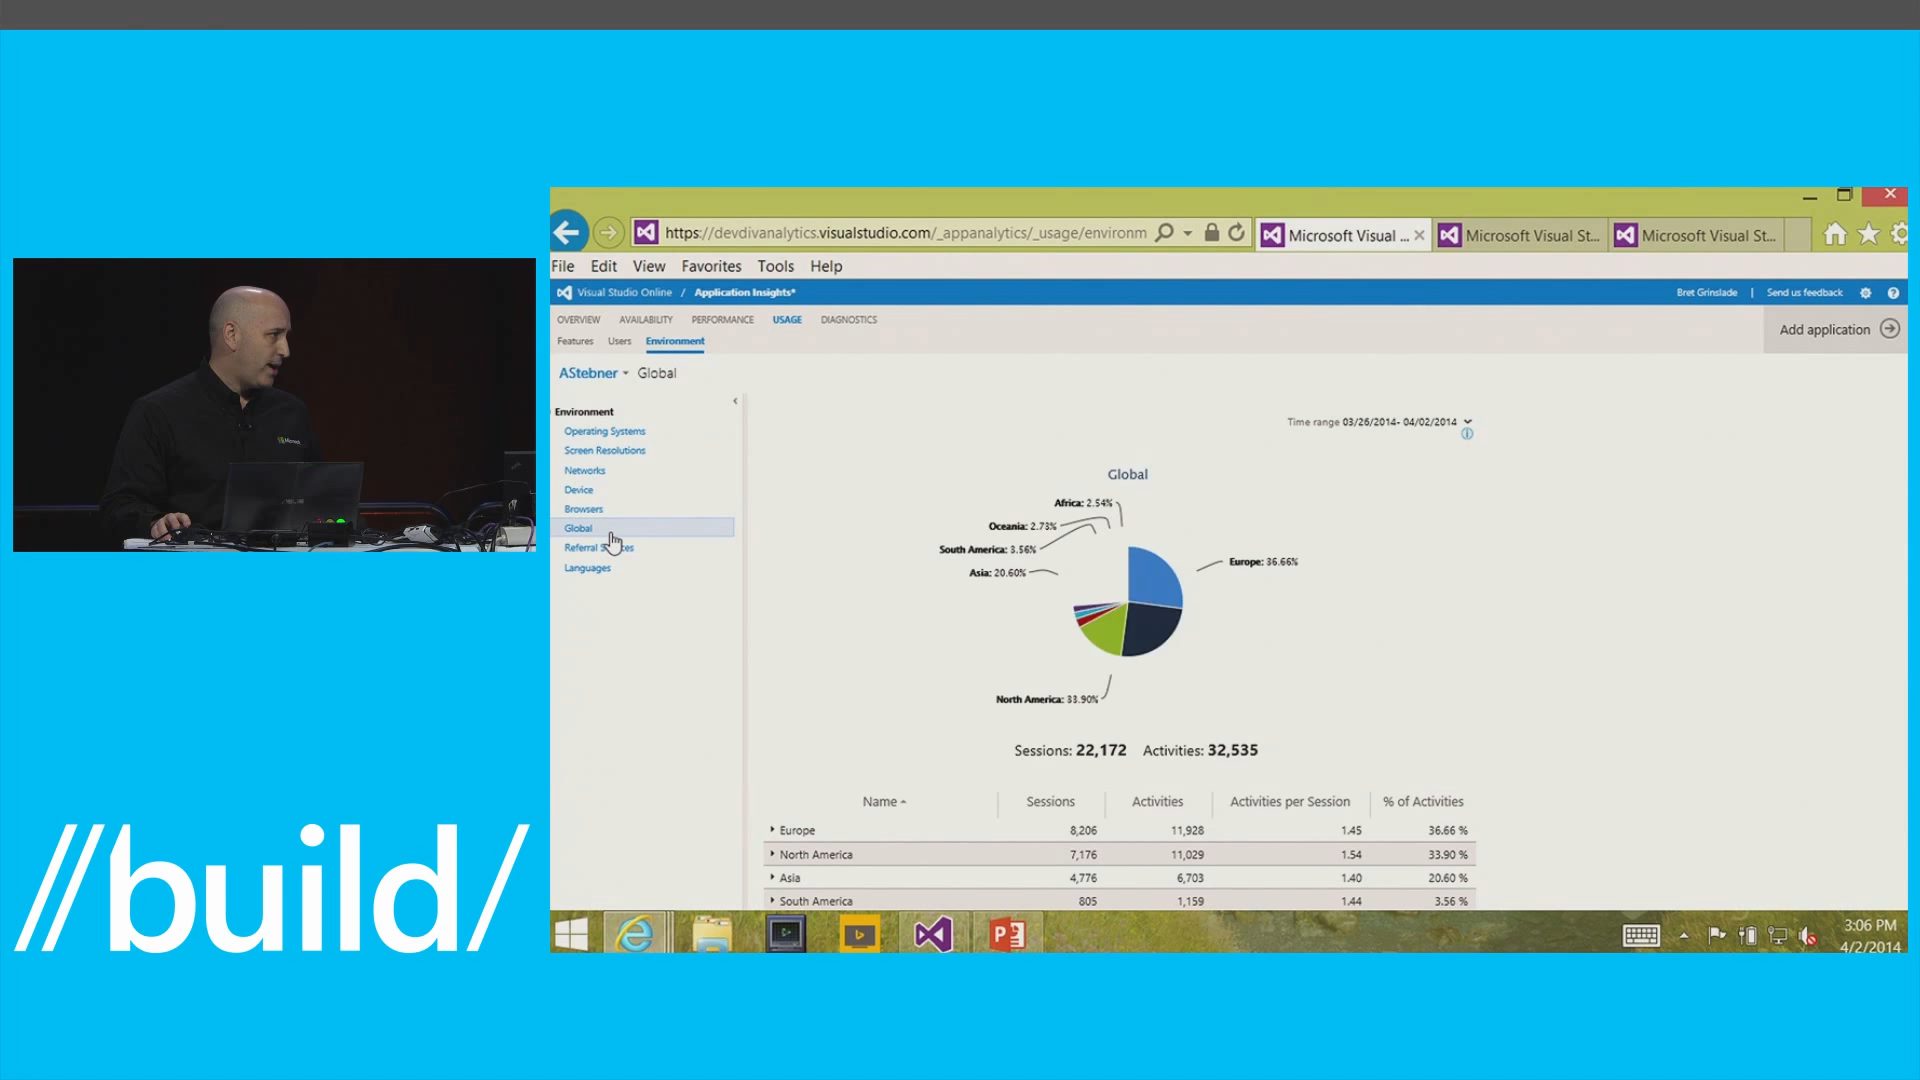 https://devdivanalytics.visualstudio.com/_appanalytics/_usage/environm
Microsoft Visual ...
Microsoft Visual St...
Microsoft Visual St...
File Edit View Favorites Tools Help
Visual Studio Online / Application Insights*
Bret Grinslade | Send us feedback
OVERVIEW AVAILABILITY PERFORMANCE USAGE DIAGNOSTICS
Add application
Features Users Environment
AStebner Global
Environment
Operating Systems
Screen Resolutions
Networks
Device
Browsers
Global
Referral
Languages
Time range 03/26/2014- 04/02/2014
Global
Africa: 2.54%
Oceania: 2.73%
South America: 3.56%
Europe: 36.66%
Asia: 20.60%
North America: 33.90%
Sessions: 22,172 Activities: 32,535
Name Sessions Activities Activities per Session % of Activities
Europe 8,206 11,928 1.45 36.66 %
North America 7,176 11,029 1.54 33.90 %
Asia 4,776 6,703 1.40 20.60 %
South America 805 1,159 1.44 3.56 %
3:06 PM
4/2/2014
Microsoft
//build/